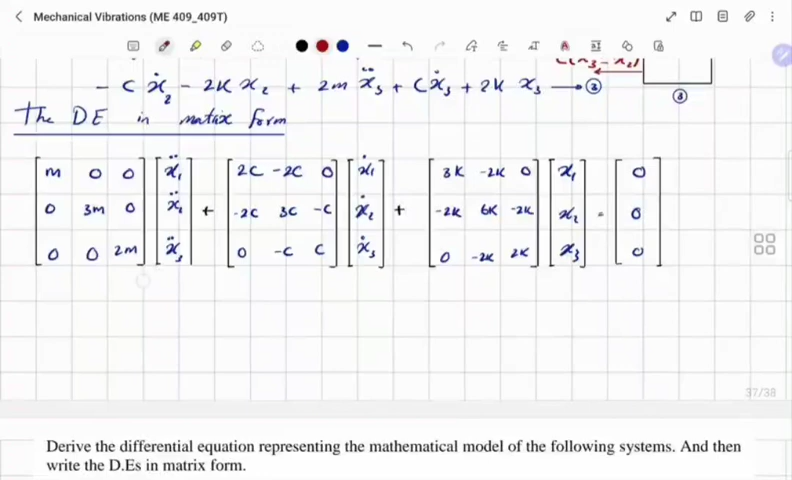 Mechanical Vibrations (ME 409_409T)
- C ẋ₂ - 2K x₂ + 2m ẍ₃ + Cẋ₃ + 2K x₃ → ②
③
The DE in matrix form
[m 0 0] [ẍ₁] + [2C -2C 0] [ẋ₁] + [3K -2K 0] [x₁] = [0]
[0 3m 0] [ẍ₂] [-2C 3C -C] [ẋ₂] [-2K 6K -2K] [x₂] [0]
[0 0 2m] [ẍ₃] [0 -C C] [ẋ₃] [0 -2K 2K] [x₃] [0]
37/38
Derive the differential equation representing the mathematical model of the following systems. And then
write the D.Es in matrix form.